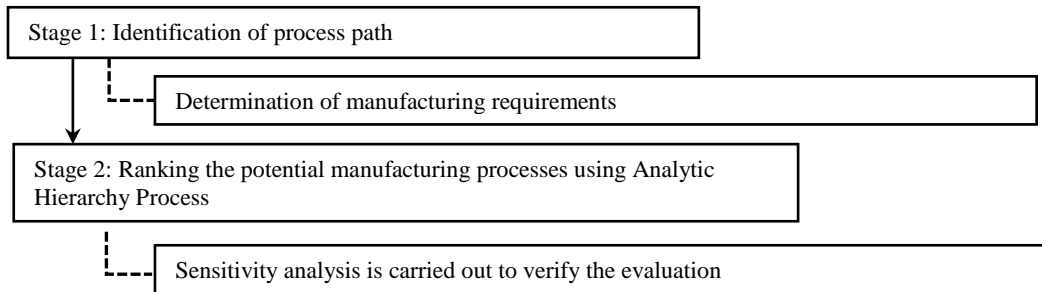 Stage 1: Identification of process path
Determination of manufacturing requirements
Stage 2: Ranking the potential manufacturing processes using Analytic
Hierarchy Process
Sensitivity analysis is carried out to verify the evaluation